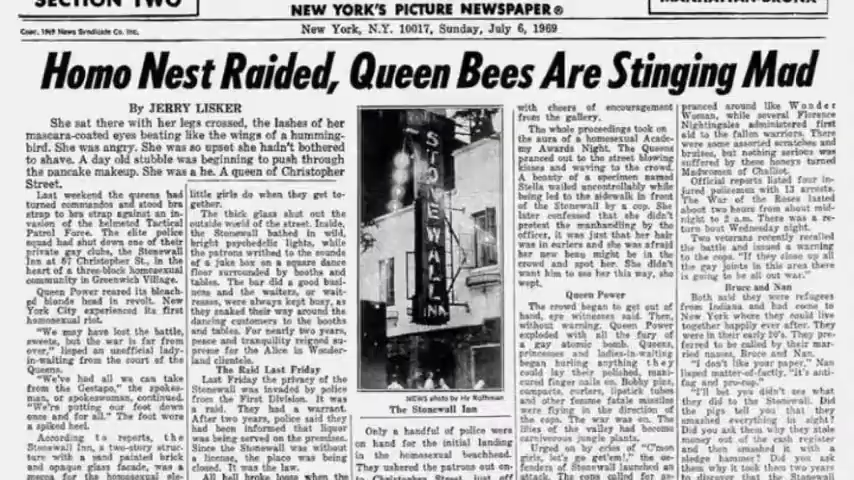 SECTION TWO
NEW YORK'S PICTURE NEWSPAPER®
MANHATTAN-BRONX
Copr. 1969 News Syndicate Co. Inc.
New York, N.Y. 10017, Sunday, July 6, 1969
Homo Nest Raided, Queen Bees Are Stinging Mad
By JERRY LISKER
She sat there with her legs crossed, the lashes of her
mascara-coated eyes beating like the wings of a humming-
bird. She was angry. She was so upset she hadn't bothered
to shave. A day old stubble was beginning to push through
the pancake makeup. She was a he. A queen of Christopher
Street.
Last weekend the queens had
turned commandos and stood bra
strap to bra strap against an in-
vasion of the helmeted Tactical
Patrol Force. The elite police
squad had shut down one of their
private gay clubs, the Stonewall
Inn at 57 Christopher St., in the
heart of a three-block homosexual
community in Greenwich Village.
Queen Power reared its bleach-
ed blonde head in revolt. New
York City experienced its first
homosexual riot.
"We may have lost the battle,
sweets, but the war is far from
over," lisped an unofficial lady-
in-waiting from the court of the
Queens.
"We've had all we can take
from the Gestapo," the spokes-
man, or spokeswoman, continued.
"We're putting our foot down
once and for all." The foot wore
a spiked heel.
According to reports, the
Stonewall Inn, a two-story struc-
ture with a sand painted brick
and opaque glass facade, was a
mecca for the homosexual ele-
little girls do when they get to-
gether.
The thick glass shut out the
outside world of the street. Inside,
the Stonewall bathed in wild,
bright psychedelic lights, while
the patrons writhed to the sounds
of a juke box on a square dance
floor surrounded by booths and
tables. The bar did a good busi-
ness and the waiters, or wait-
resses, were always kept busy, as
they snaked their way around the
dancing customers to the booths
and tables. For nearly two years,
peace and tranquility reigned su-
preme for the Alice in Wonder-
land clientele.
The Raid Last Friday
Last Friday the privacy of the
Stonewall was invaded by police
from the First Division. It was
a raid. They had a warrant.
After two years, police said they
had been informed that liquor
was being served on the premises.
Since the Stonewall was without
a license, the place was being
closed. It was the law.
All hell broke loose when the
STONEWALL
INN
NEWS photo by
The Stonewall Inn
Only a handful of police were
on hand for the initial landing
in the homosexual beachhead.
They ushered the patrons out on-
to Christopher Street, just off
with cheers of encouragement
from the gallery.
The whole proceedings took on
the aura of a homosexual Acade-
my Awards Night. The Queens
pranced out to the street blowing
kisses and waving to the crowd.
A beauty of a specimen named
Stella wailed uncontrollably while
being led to the sidewalk in front
of the Stonewall by a cop. She
later confessed that she didn't
protest the manhandling by the
officer, it was just that her hair
was in curlers and she was afraid
her new beau might be in the
crowd and spot her. She didn't
want him to see her this way, she
wept.
Queen Power
The crowd began to get out of
hand, eye witnesses said. Then,
without warning, Queen Power
exploded with all the fury of
a gay atomic bomb. Queens,
princesses and ladies-in-waiting
began hurling anything they
could lay their polished, mani-
cured finger nails on. Bobby pins,
compacts, curlers, lipstick tubes
and other femme fatale missiles
were flying in the direction of
the cops. The war was on. The
lilies of the valley had become
carnivorous jungle plants.
Urged on by cries of "C'mon
girls, let's go get'em," the de-
fenders of Stonewall launched an
attack. The cops called for as-
pranced around like Wonder
Woman, while several Florence
Nightingales administered first
aid to the fallen warriors. There
were some assorted scratches and
bruises, but nothing serious was
suffered by these honeys turned
Madwomen of Chaillot.
Official reports listed four in-
jured policemen with 13 arrests.
The War of the Roses lasted
about two hours from about mid-
night to 2 a.m. There was a re-
turn bout Wednesday night.
Two veterans recently recalled
the battle and issued a warning
to the cops. "If they close up all
the gay joints in this area there
is going to be all out war."
Bruce and Nan
Both said they were refugees
from Indiana and had come to
New York where they could live
together happily ever after. They
were in their early 20's. They pre-
ferred to be called by their mar-
ried names, Bruce and Nan.
"I don't like your paper," Nan
lisped matter-of-factly. "It's anti-
fag and pro-cop."
"I'll bet you didn't see what
they did to the Stonewall. Did
the pigs tell you that they
smashed everything in sight?
Did you ask them why they stole
money out of the cash register
and then smashed it with a
sledge hammer? Did you ask
them why it took them two years
to discover that the Stonewall